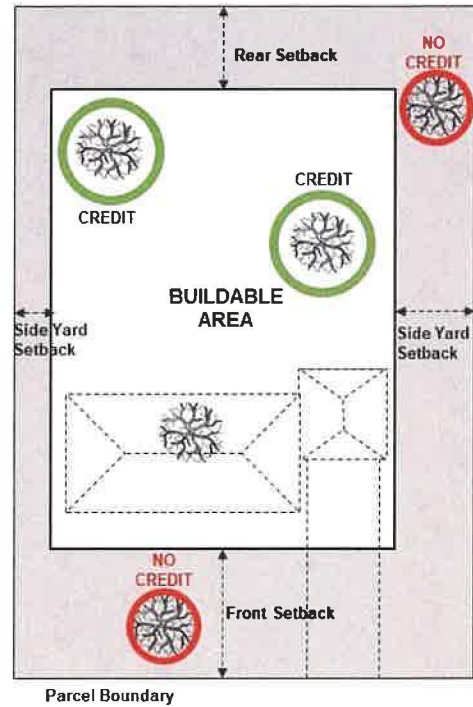 Rear Setback
NO
CREDIT
CREDIT
CREDIT
BUILDABLE
AREA
Side Yard
Setback
Side Yard
Setback
NO
CREDIT
Front Setback
Parcel Boundary